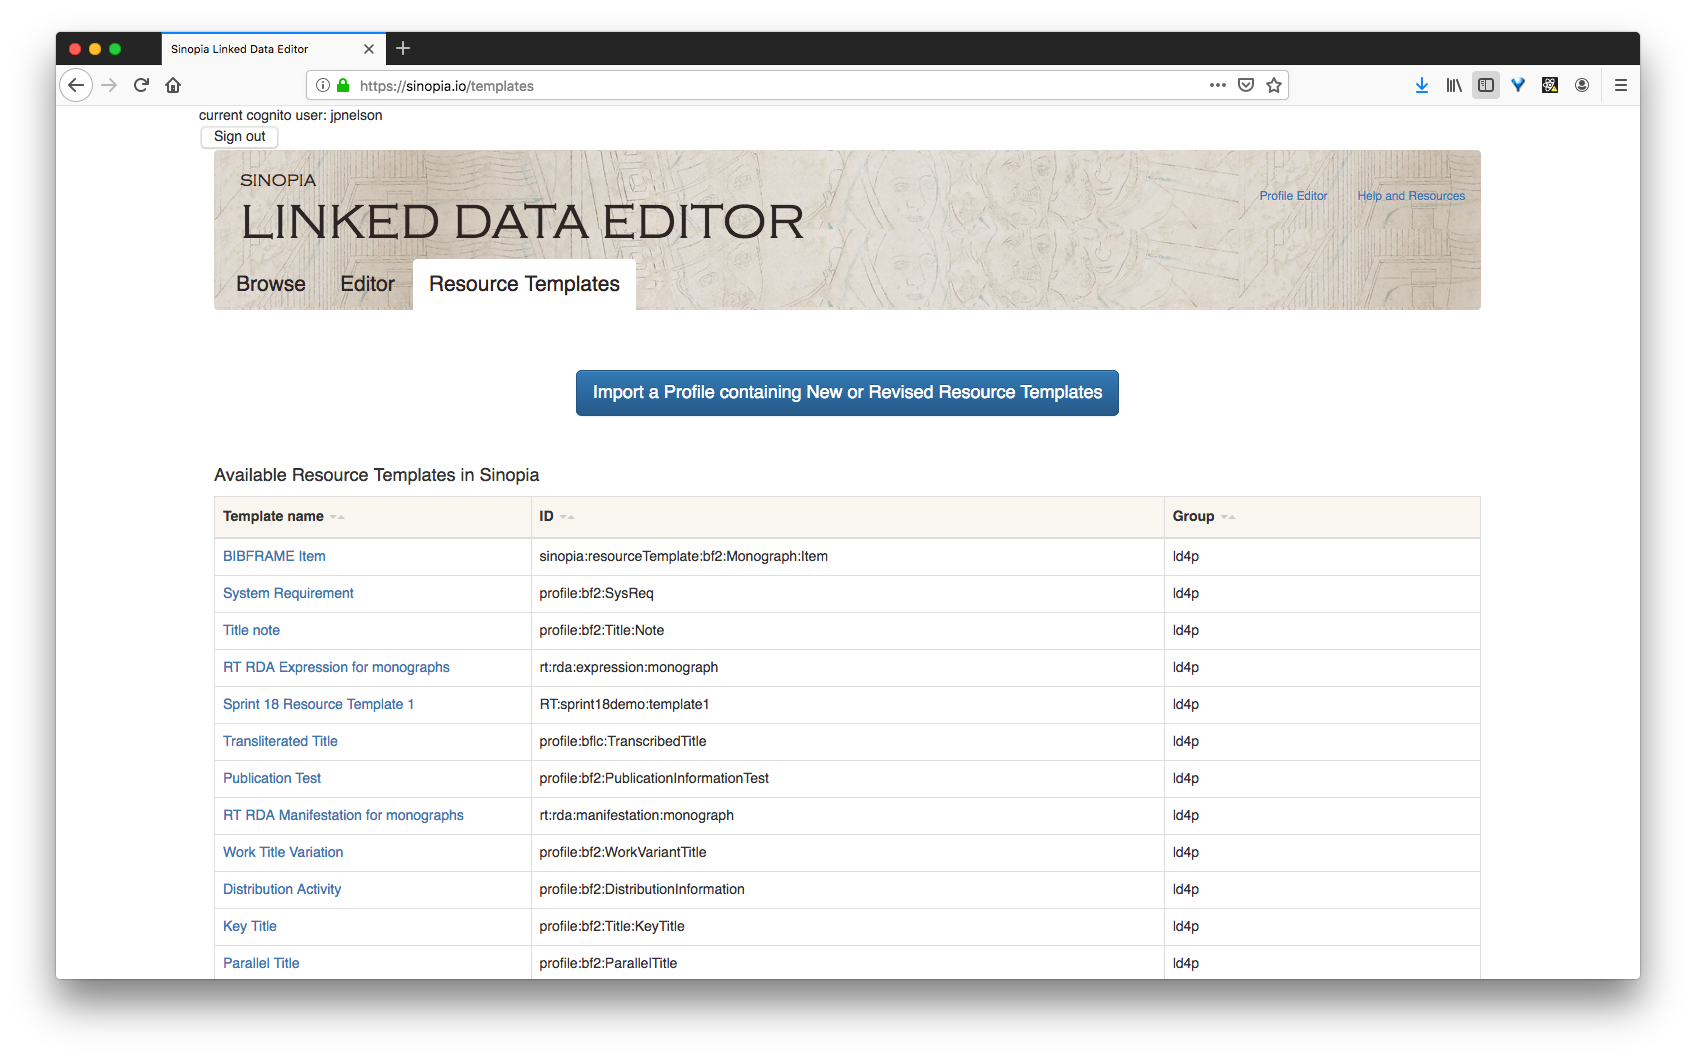 Sinopia Linked Data Editor
https://sinopia.io/templates
current cognito user: jpnelson
Sign out
SINOPIA
LINKED DATA EDITOR
Profile Editor Help and Resources
Browse Editor Resource Templates
Import a Profile containing New or Revised Resource Templates
Available Resource Templates in Sinopia
Template name ID Group
BIBFRAME Item sinopia:resourceTemplate:bf2:Monograph:Item ld4p
System Requirement profile:bf2:SysReq ld4p
Title note profile:bf2:Title:Note ld4p
RT RDA Expression for monographs rt:rda:expression:monograph ld4p
Sprint 18 Resource Template 1 RT:sprint18demo:template1 ld4p
Transliterated Title profile:bflc:TranscribedTitle ld4p
Publication Test profile:bf2:PublicationInformationTest ld4p
RT RDA Manifestation for monographs rt:rda:manifestation:monograph ld4p
Work Title Variation profile:bf2:WorkVariantTitle ld4p
Distribution Activity profile:bf2:DistributionInformation ld4p
Key Title profile:bf2:Title:KeyTitle ld4p
Parallel Title profile:bf2:ParallelTitle ld4p